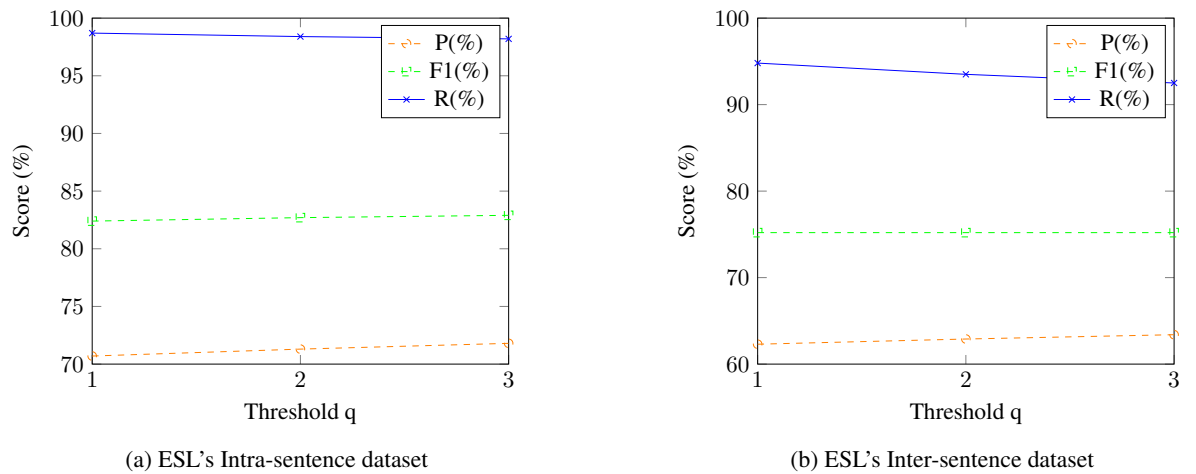 100
95
90
85
80
75
70
1
2
3
Score (%)
Threshold q
P(%)
F1(%)
R(%)
(a) ESL's Intra-sentence dataset
100
90
80
70
60
1
2
3
Score (%)
Threshold q
P(%)
F1(%)
R(%)
(b) ESL's Inter-sentence dataset